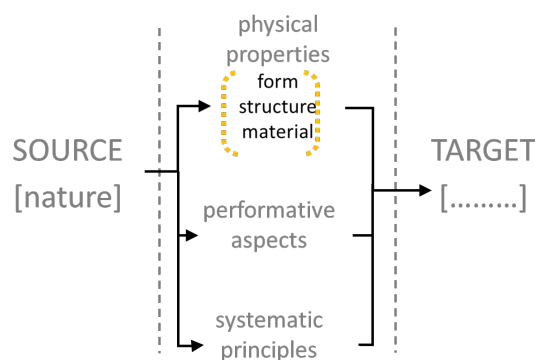 physical
properties
form
structure
material
SOURCE
[nature]
TARGET
[.........]
performative
aspects
systematic
principles